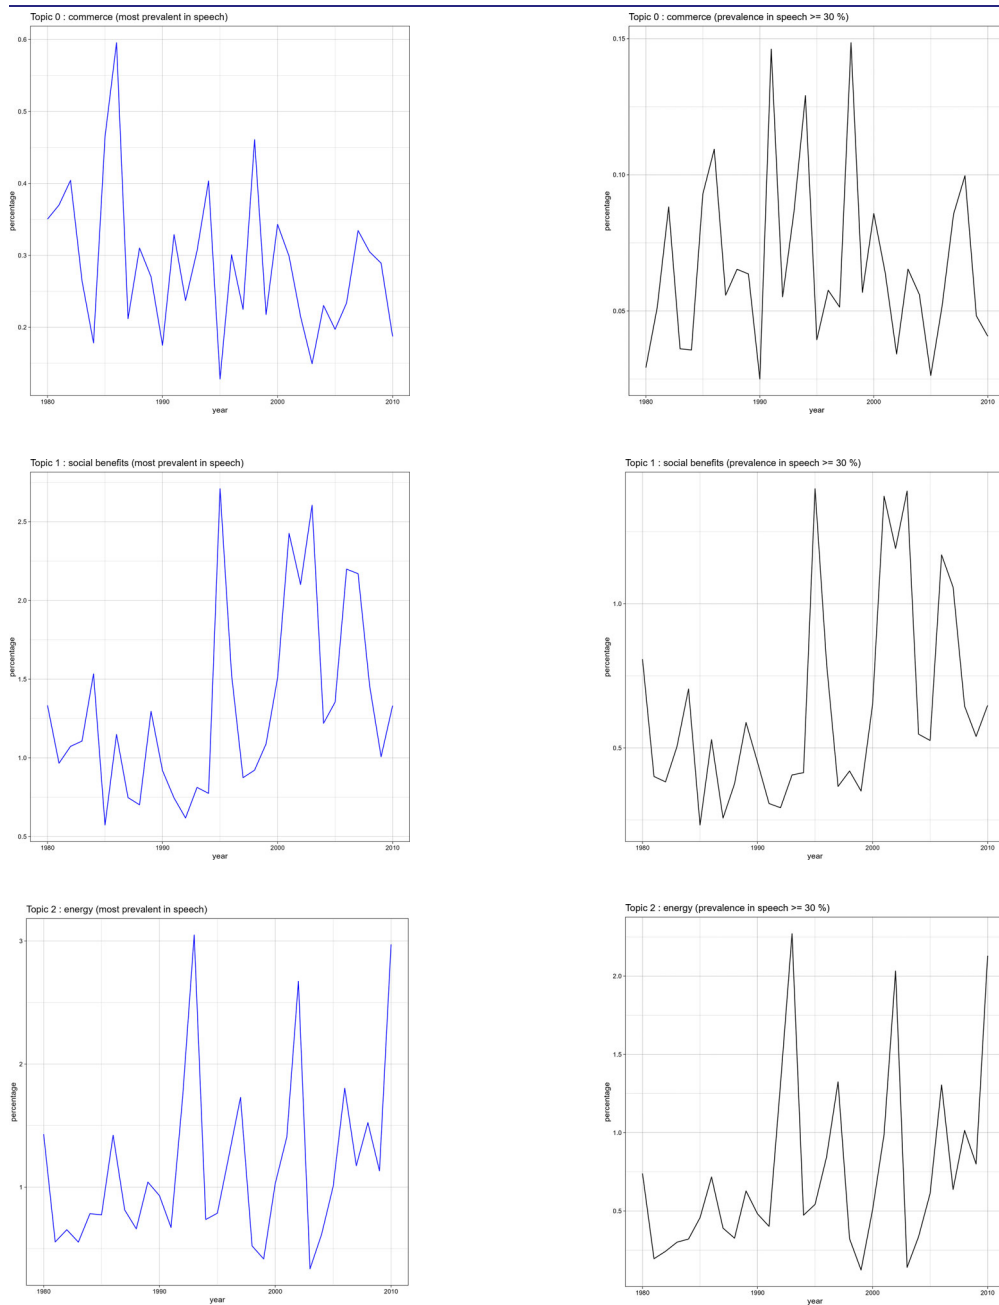 Topic 0 : commerce (most prevalent in speech)
0.6
0.5
0.4
0.3
0.2
percentage
1980 1990 2000 2010
year
Topic 0 : commerce (prevalence in speech >= 30 %)
0.15
0.10
0.05
percentage
1980 1990 2000 2010
year
Topic 1 : social benefits (most prevalent in speech)
2.5
2.0
1.5
1.0
0.5
percentage
1980 1990 2000 2010
year
Topic 1 : social benefits (prevalence in speech >= 30 %)
1.0
0.5
percentage
1980 1990 2000 2010
year
Topic 2 : energy (most prevalent in speech)
3
2
1
percentage
1980 1990 2000 2010
year
Topic 2 : energy (prevalence in speech >= 30 %)
2.0
1.5
1.0
0.5
percentage
1980 1990 2000 2010
year